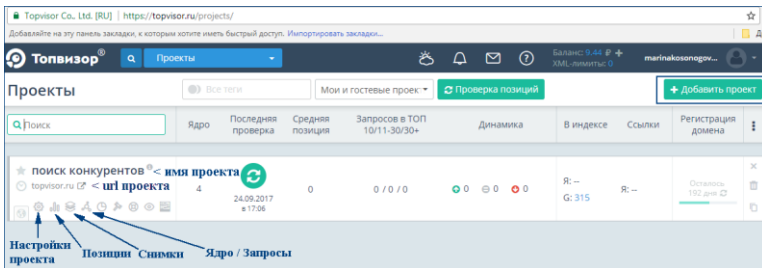 Topvisor Co., Ltd. [RU] | https://topvisor.ru/projects/
Добавляйте на эту панель закладки, к которым хотите иметь быстрый доступ. Импортировать закладки...
Д
Топвизор® Проекты Баланс: 9.44 ₽ +
XML-лимиты: 0
marinakosonogov...
Проекты Все теги Мои и гостевые проек Проверка позиций + Добавить проект
Поиск Ядро Последняя проверка Средняя позиция Запросов в ТОП 10/11-30/30+ Динамика В индексе Ссылки Регистрация домена
поиск конкурентов < имя проекта
topvisor.ru < url проекта
4 24.09.2017 в 17:06 0 0 / 0 / 0 0 0 0 Я: -- G: 315 Я: -- Осталось 192 дня
Настройки проекта Позиции Снимки Ядро / Запросы